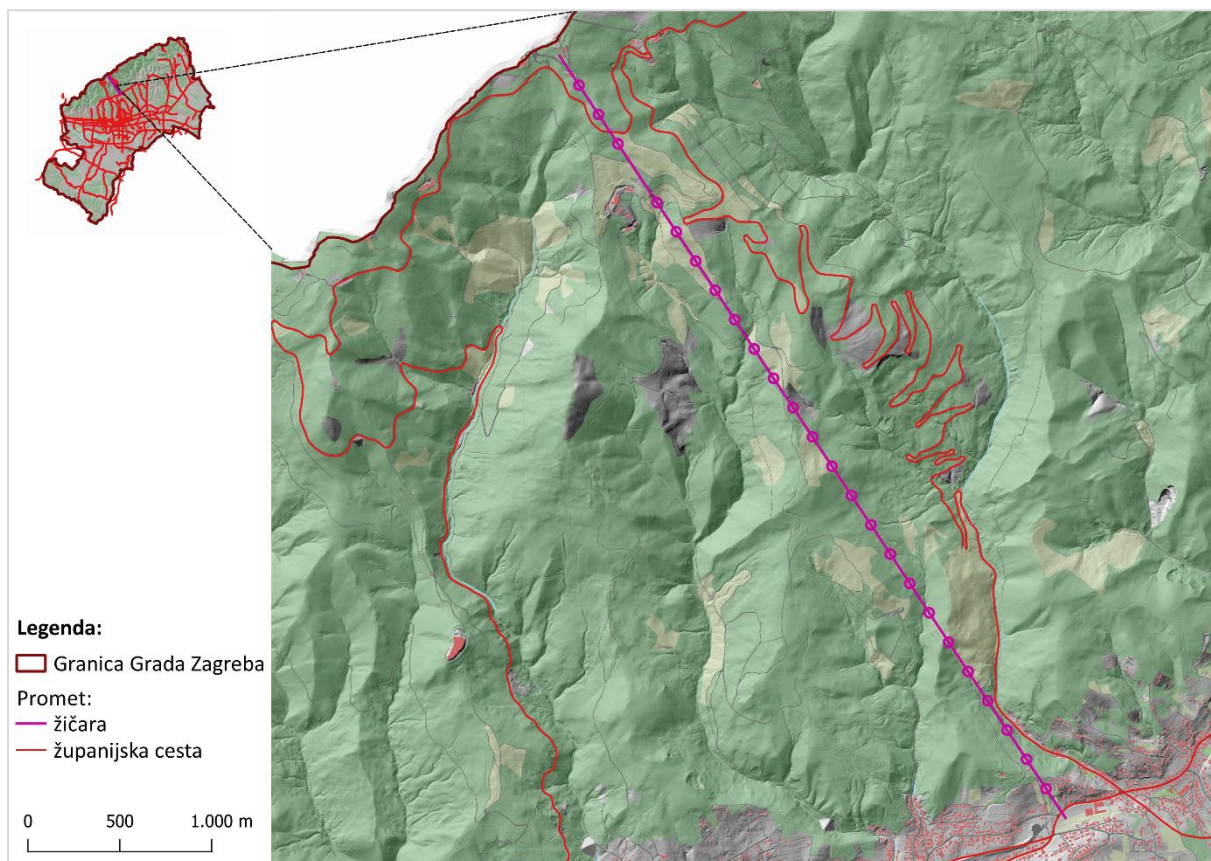 Legenda:
Granica Grada Zagreba
Promet:
žičara
županijska cesta
0 500 1.000 m